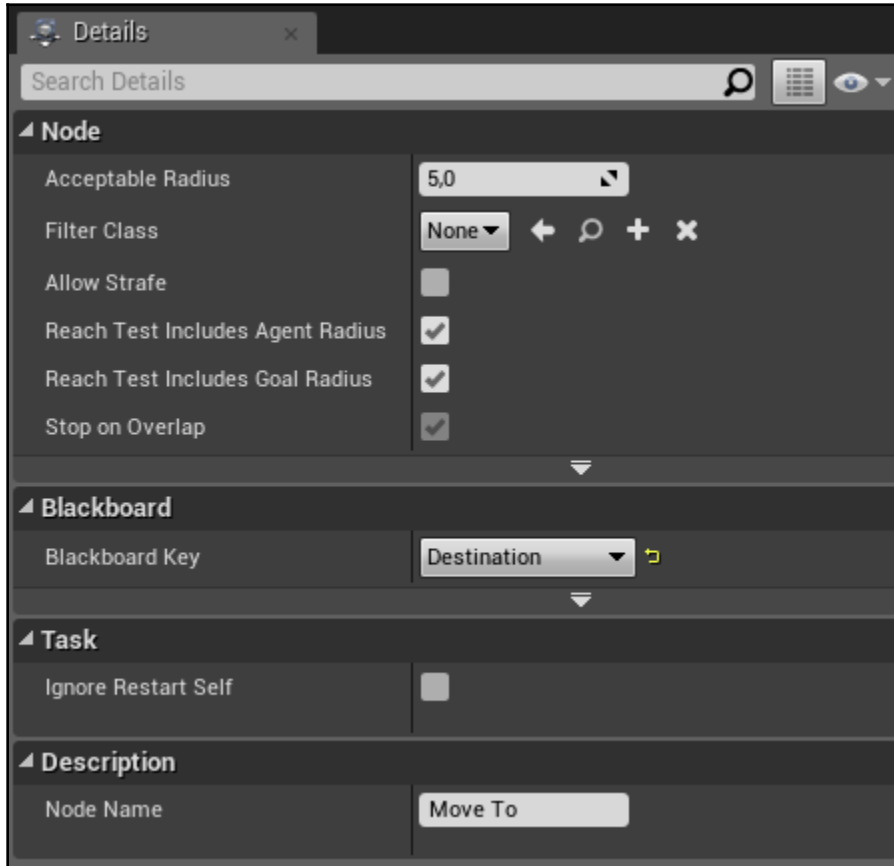 Details
Search Details
Node
Acceptable Radius 5,0
Filter Class None
Allow Strafe
Reach Test Includes Agent Radius
Reach Test Includes Goal Radius
Stop on Overlap
Blackboard
Blackboard Key Destination
Task
Ignore Restart Self
Description
Node Name Move To